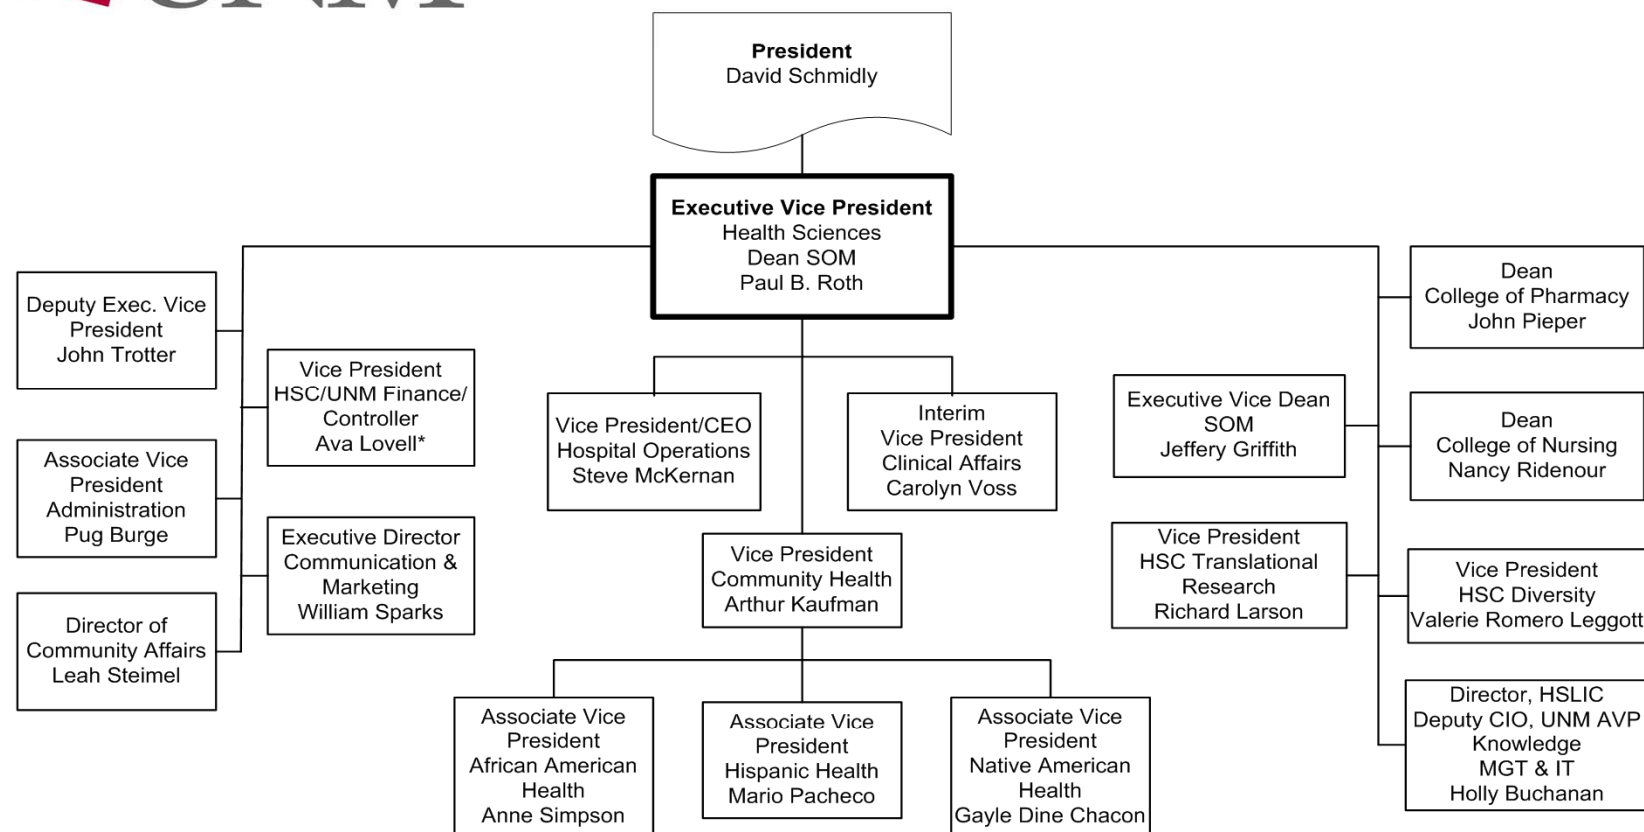 UNM
President
David Schmidly
Executive Vice President
Health Sciences
Dean SOM
Paul B. Roth
Deputy Exec. Vice
President
John Trotter
Vice President
HSC/UNM Finance/
Controller
Ava Lovell*
Associate Vice
President
Administration
Pug Burge
Executive Director
Communication &
Marketing
William Sparks
Director of
Community Affairs
Leah Steimel
Vice President/CEO
Hospital Operations
Steve McKernan
Interim
Vice President
Clinical Affairs
Carolyn Voss
Vice President
Community Health
Arthur Kaufman
Associate Vice
President
African American
Health
Anne Simpson
Associate Vice
President
Hispanic Health
Mario Pacheco
Associate Vice
President
Native American
Health
Gayle Dine Chacon
Executive Vice Dean
SOM
Jeffery Griffith
Vice President
HSC Translational
Research
Richard Larson
Dean
College of Pharmacy
John Pieper
Dean
College of Nursing
Nancy Ridenour
Vice President
HSC Diversity
Valerie Romero Leggott
Director, HSLIC
Deputy CIO, UNM AVP
Knowledge
MGT & IT
Holly Buchanan